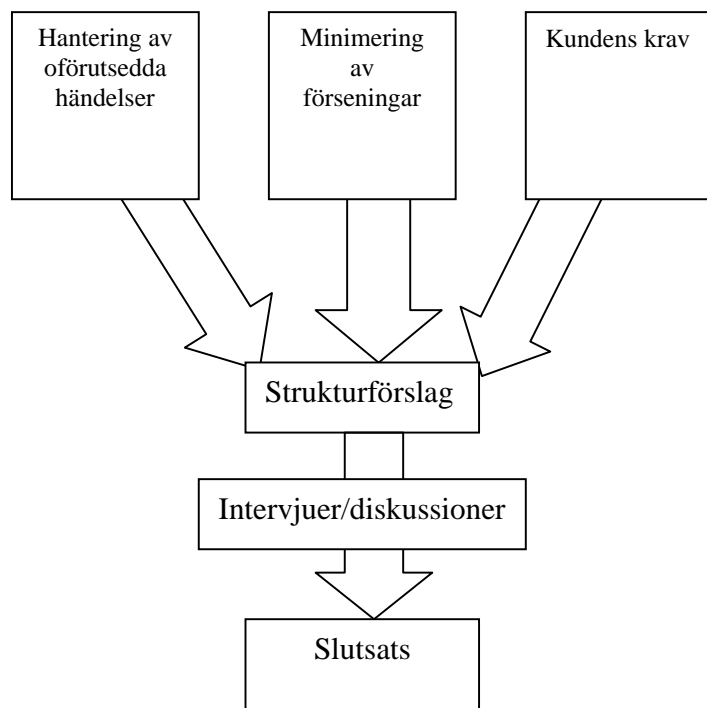 Hantering av
oförutsedda
händelser
Minimering
av
förseningar
Kundens krav
Strukturförslag
Intervjuer/diskussioner
Slutsats